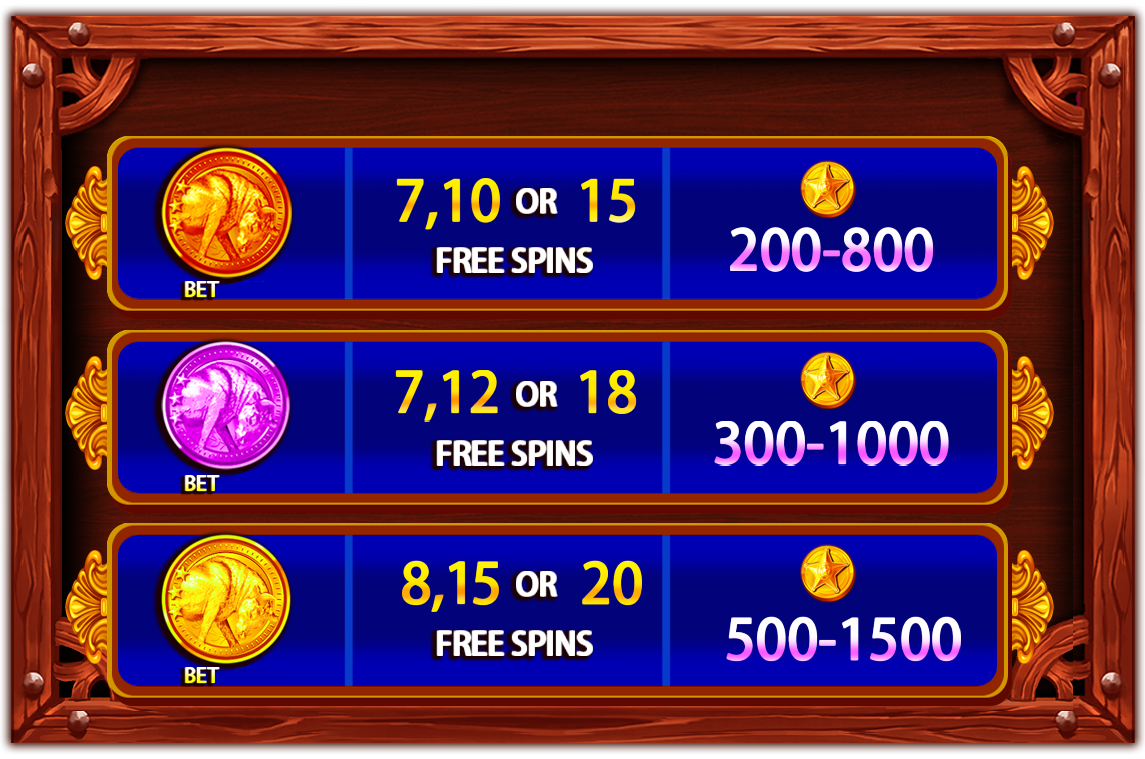 7,10 OR 15
FREE SPINS
200-800
BET
7,12 OR 18
FREE SPINS
300-1000
BET
8,15 OR 20
FREE SPINS
500-1500
BET